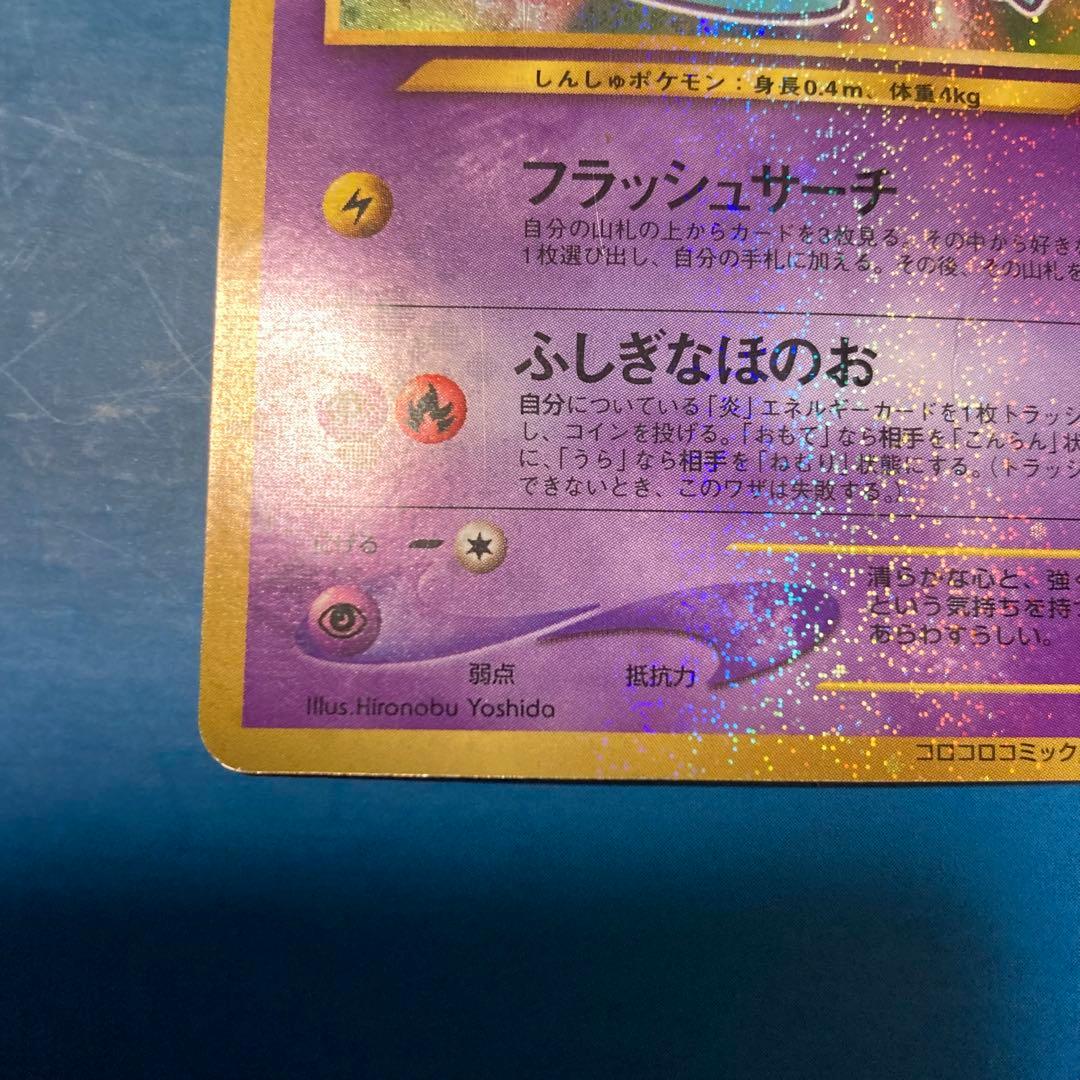 しんしゅポケモン：身長0.4m、体重4kg
フラッシュサーチ
自分の山札の上からカードを3枚見る。その中から好き
1枚選び出し、自分の手札に加える。その後、その山札を
ふしぎなほのお
自分についている「炎」エネルギーカードを1枚トラッシ
し、コインを投げる。「おもて」なら相手を「こんらん」状
に、「うら」なら相手を「ねむり」状態にする。（トラッシ
できないとき、このワザは失敗する。）
にげる
清らかな心と、強く
という気持ちを持
あらわすうしい。
弱点 抵抗力
Illus.Hironobu Yoshida
コロコロコミック